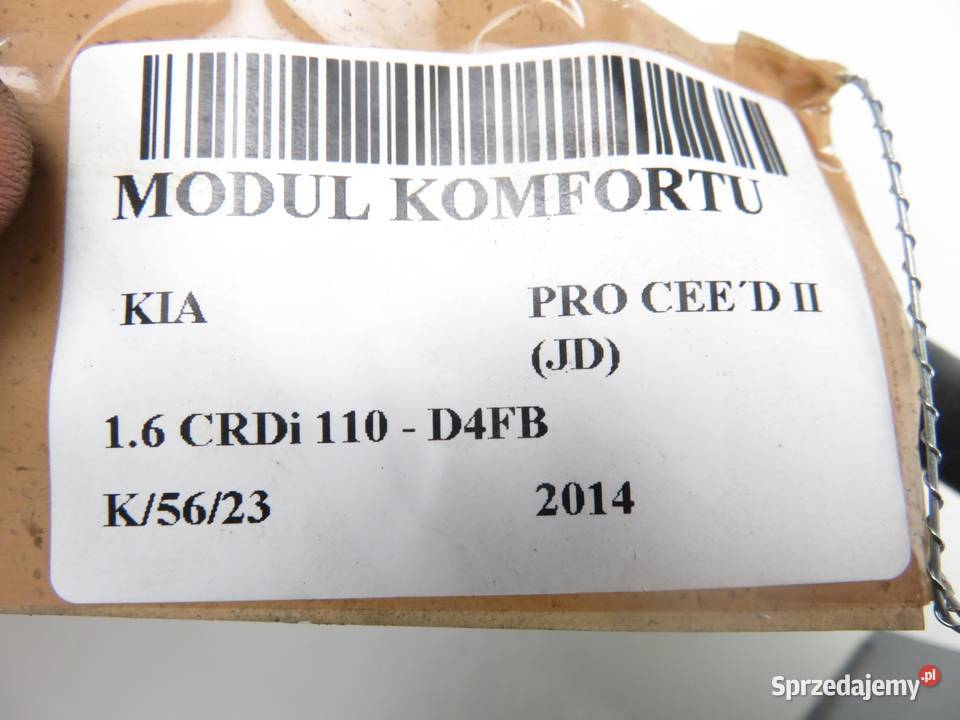 MODUL KOMFORTU
KIA PRO CEE´D II
(JD)
1.6 CRDi 110 - D4FB
K/56/23 2014
Sprzedajemy.pl